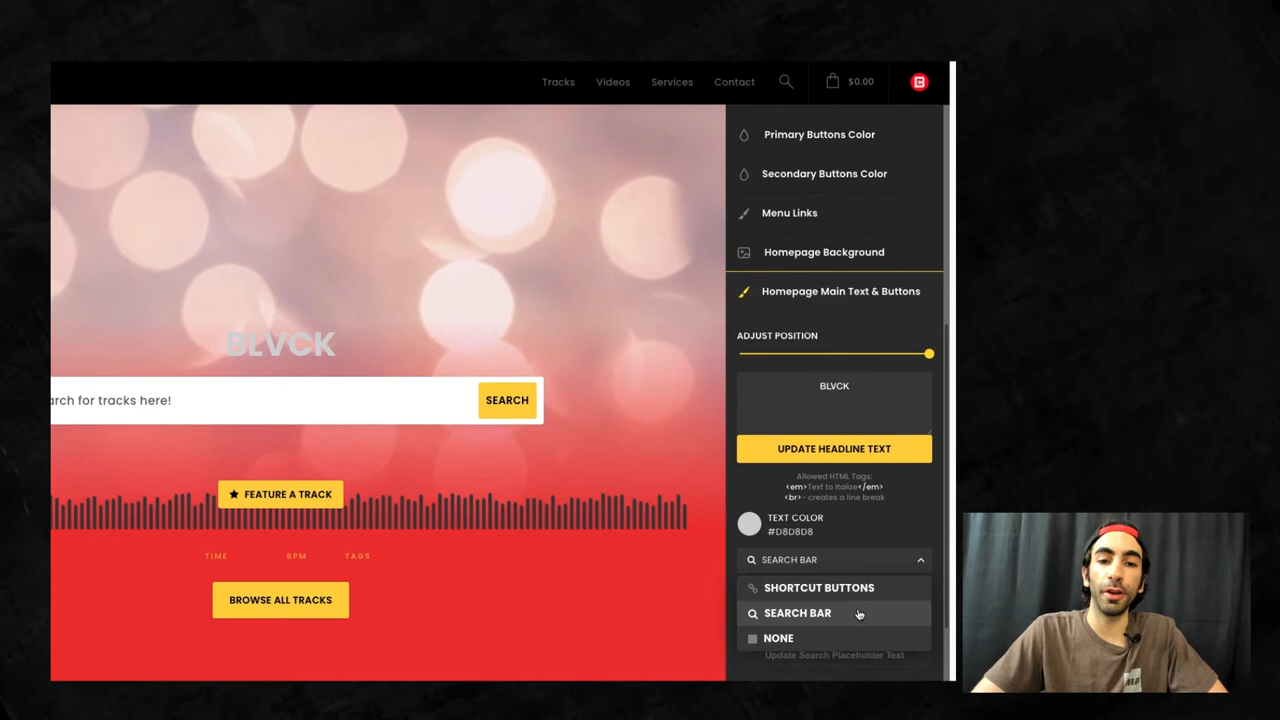 Tracks Videos Services Contact $0.00
Primary Buttons Color
Secondary Buttons Color
Menu Links
Homepage Background
Homepage Main Text & Buttons
ADJUST POSITION
BLVCK
UPDATE HEADLINE TEXT
Allowed HTML Tags:
<em>Text to Italize</em>
<br>- creates a line break
TEXT COLOR
#D8D8D8
SEARCH BAR
SHORTCUT BUTTONS
SEARCH BAR
NONE
Update Search Placeholder Text
BLVCK
arch for tracks here! SEARCH
FEATURE A TRACK
TIME BPM TAGS
BROWSE ALL TRACKS